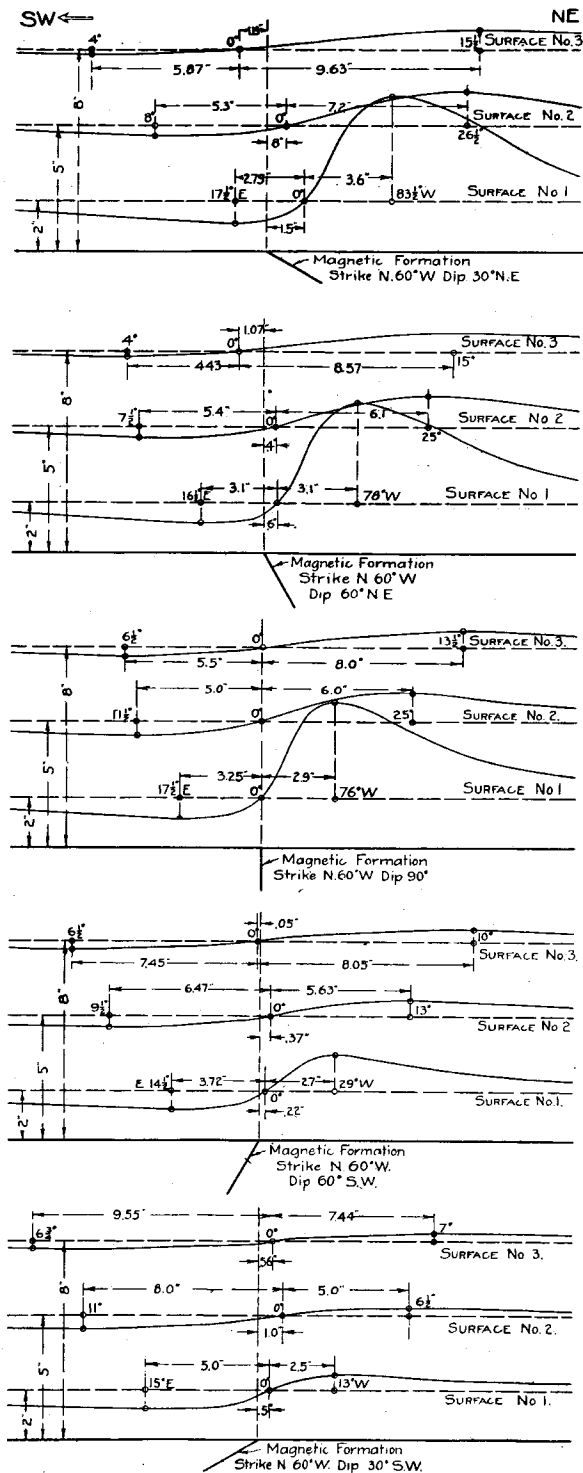 SW NE
4° 0° 1.18" 15½° SURFACE NO.3
5.87" 9.63"
8° 5.3" 0° 7.2" SURFACE NO.2
8" 26½°
2.75" 3.6"
17½° E 0° 83½° W SURFACE NO 1
1.5"
8" 5" 2"
Magnetic Formation
Strike N.60°W Dip 30°N.E
4° 1.07" 0° SURFACE NO.3
4.43 8.57 15°
7½° 5.4" 0° 6.1 SURFACE NO 2
.4" 25°
16½° E 3.1" 3.1" 78°W SURFACE NO 1
.6"
8" 5" 2"
Magnetic Formation
Strike N 60°W
Dip 60°N E
6½° 0° 13½° SURFACE NO.3.
5.5" 8.0"
5.0" 6.0"
11½° 0° 25° SURFACE NO.2.
3.25" 2.9"
17½° E 0° 76°W SURFACE NO 1
8" 5" 2"
Magnetic Formation
Strike N.60°W Dip 90°
6½° 0° .05" 10° SURFACE NO.3.
7.45" 8.05"
6.47" 5.63"
9½° 0° 13° SURFACE NO 2
.37"
E 14½° 3.72" 2.7" 29°W SURFACE NO.1.
0°
.22"
8" 5" 2"
Magnetic Formation
Strike N 60°W.
Dip 60° S.W.
9.55" 7.44"
6¾° 0° 7° SURFACE NO 3.
.56"
8.0" 5.0"
11° 0° 6½° SURFACE NO.2.
1.0"
5.0" 2.5"
15°E 0° 13°W SURFACE NO 1.
.5"
8" 5" 2"
Magnetic Formation
Strike N 60°W. Dip 30° S.W.